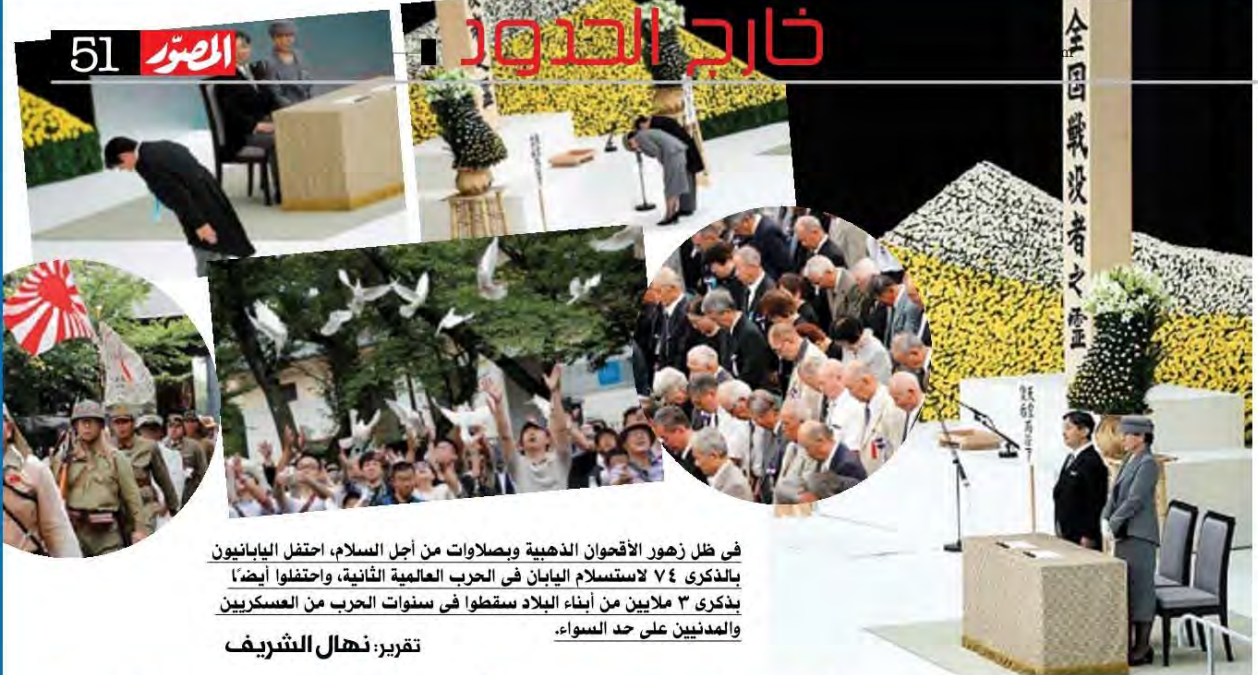 51 المصوّر
خارج الحدود
全国戦没者之霊
فى ظل زهور الأقحوان الذهبية وبصلاوات من أجل السلام، احتفل اليابانيون
بالذكرى ٧٤ لاستسلام اليابان فى الحرب العالمية الثانية، واحتفلوا أيضًا
بذكرى ٣ ملايين من أبناء البلاد سقطوا فى سنوات الحرب من العسكريين
والمدنيين على حد السواء.
تقرير: نهال الشريف